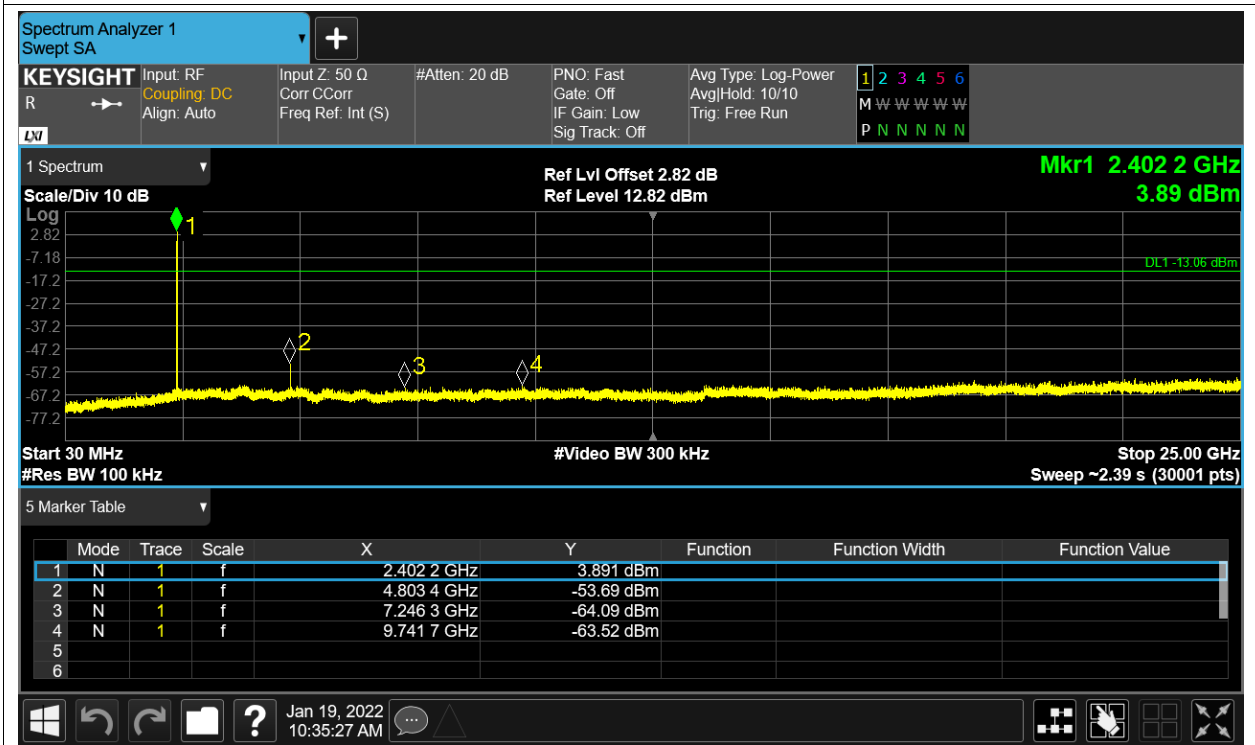 Spectrum Analyzer 1
Swept SA
+
KEYSIGHT Input: RF Input Z: 50 Ω #Atten: 20 dB PNO: Fast Avg Type: Log-Power 1 2 3 4 5 6
R Coupling: DC Corr CCorr Gate: Off Avg|Hold: 10/10 M W W W W W
Align: Auto Freq Ref: Int (S) IF Gain: Low Trig: Free Run
LXI Sig Track: Off P N N N N N
1 Spectrum Ref Lvl Offset 2.82 dB Mkr1 2.402 2 GHz
Scale/Div 10 dB Ref Level 12.82 dBm 3.89 dBm
Log
1
2.82
-7.18
DL1 -13.06 dBm
-17.2
-27.2
-37.2
2
-47.2
3 4
-57.2
-67.2
-77.2
Start 30 MHz #Video BW 300 kHz Stop 25.00 GHz
#Res BW 100 kHz Sweep ~2.39 s (30001 pts)
5 Marker Table
Mode Trace Scale X Y Function Function Width Function Value
1 N 1 f 2.402 2 GHz 3.891 dBm
2 N 1 f 4.803 4 GHz -53.69 dBm
3 N 1 f 7.246 3 GHz -64.09 dBm
4 N 1 f 9.741 7 GHz -63.52 dBm
5
6
? Jan 19, 2022
10:35:27 AM